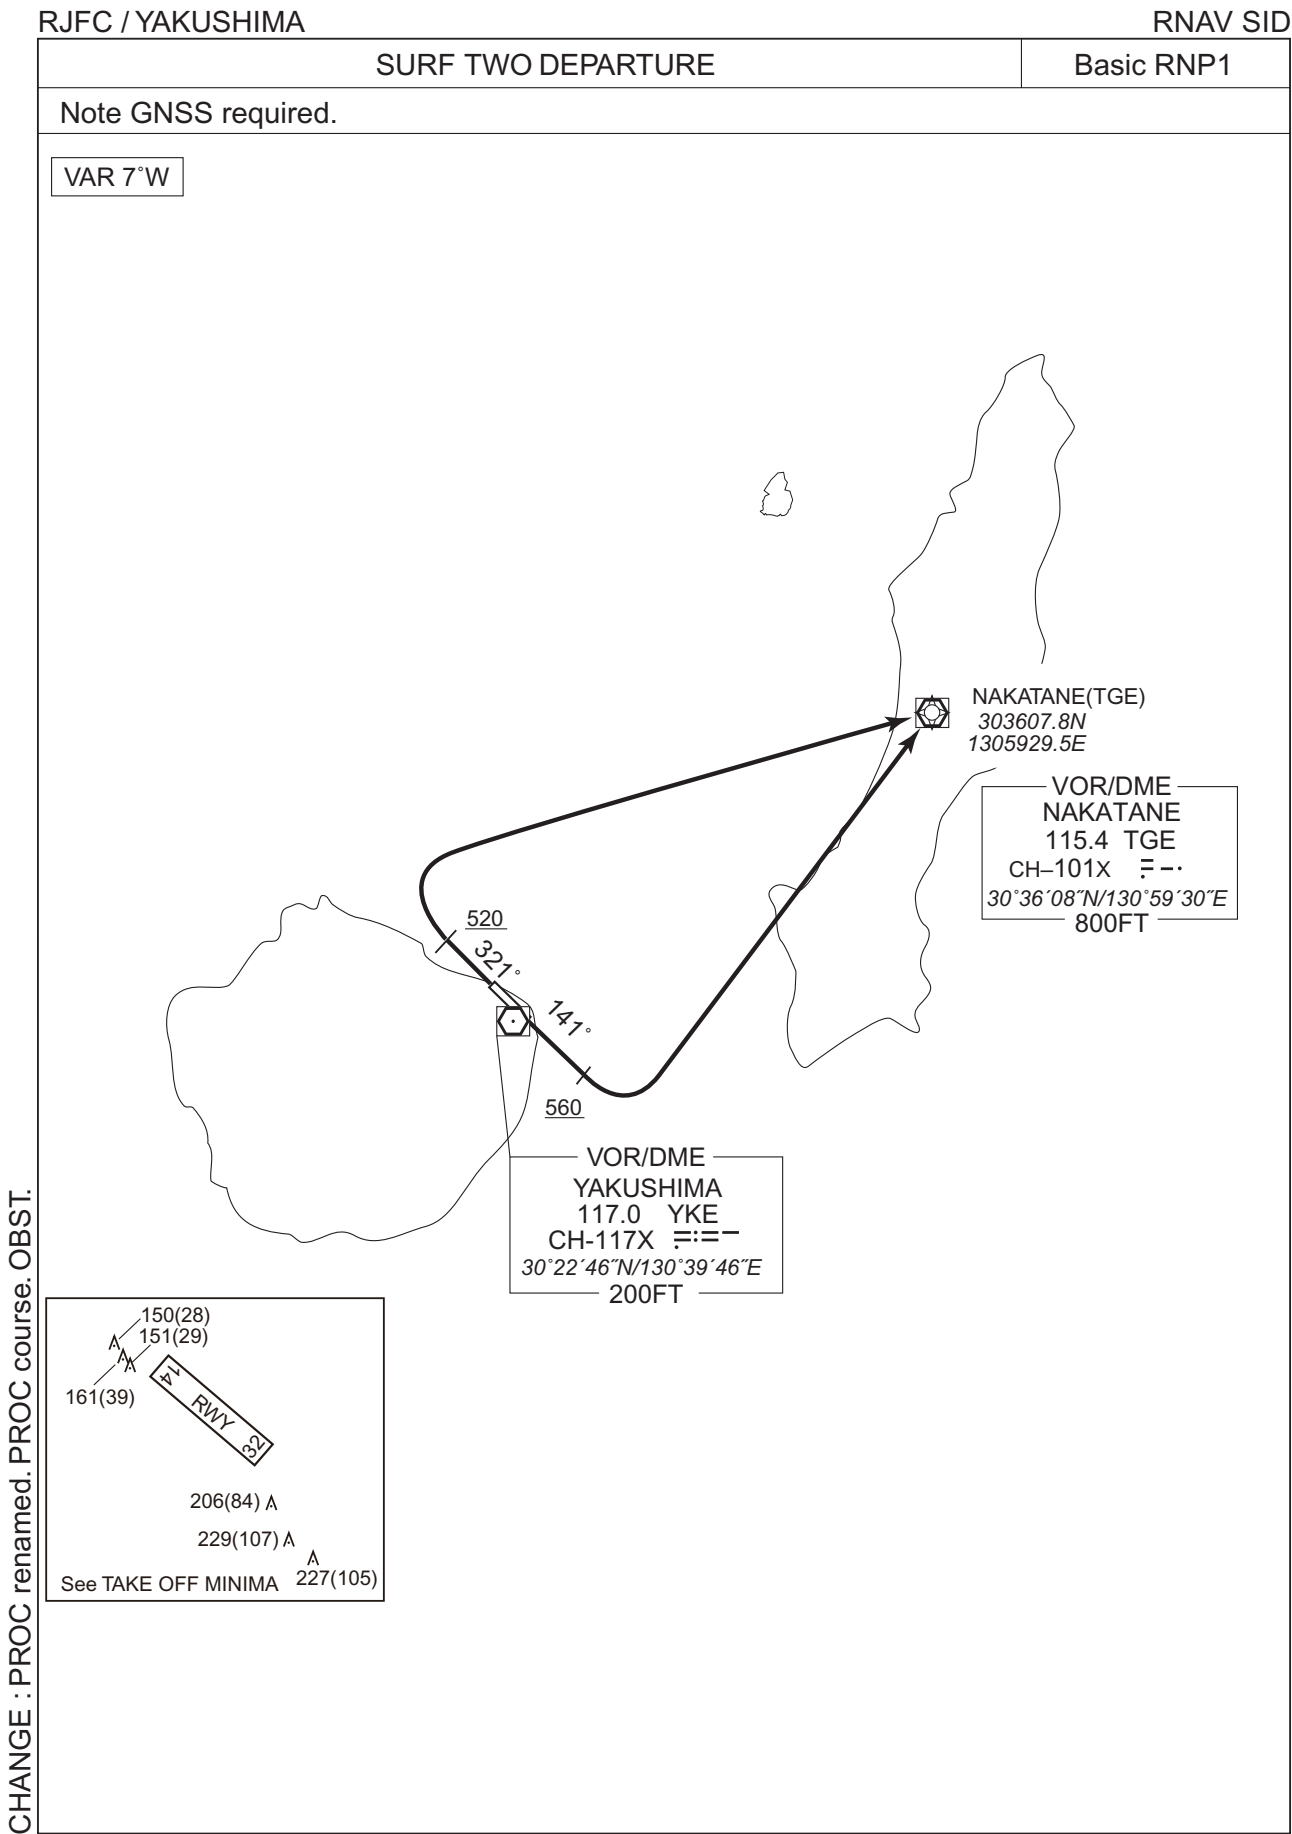 RJFC / YAKUSHIMA
RNAV SID
SURF TWO DEPARTURE
Basic RNP1
Note GNSS required.
VAR 7˚W
NAKATANE(TGE)
303607.8N
1305929.5E
VOR/DME
NAKATANE
115.4 TGE
CH–101X
30˚36´08˝N/130˚59´30˝E
800FT
520
321˚
141˚
560
VOR/DME
YAKUSHIMA
117.0 YKE
CH-117X
30˚22´46˝N/130˚39´46˝E
200FT
150(28)
151(29)
161(39)
14 RWY 32
206(84)
229(107)
227(105)
See TAKE OFF MINIMA
CHANGE : PROC renamed. PROC course. OBST.